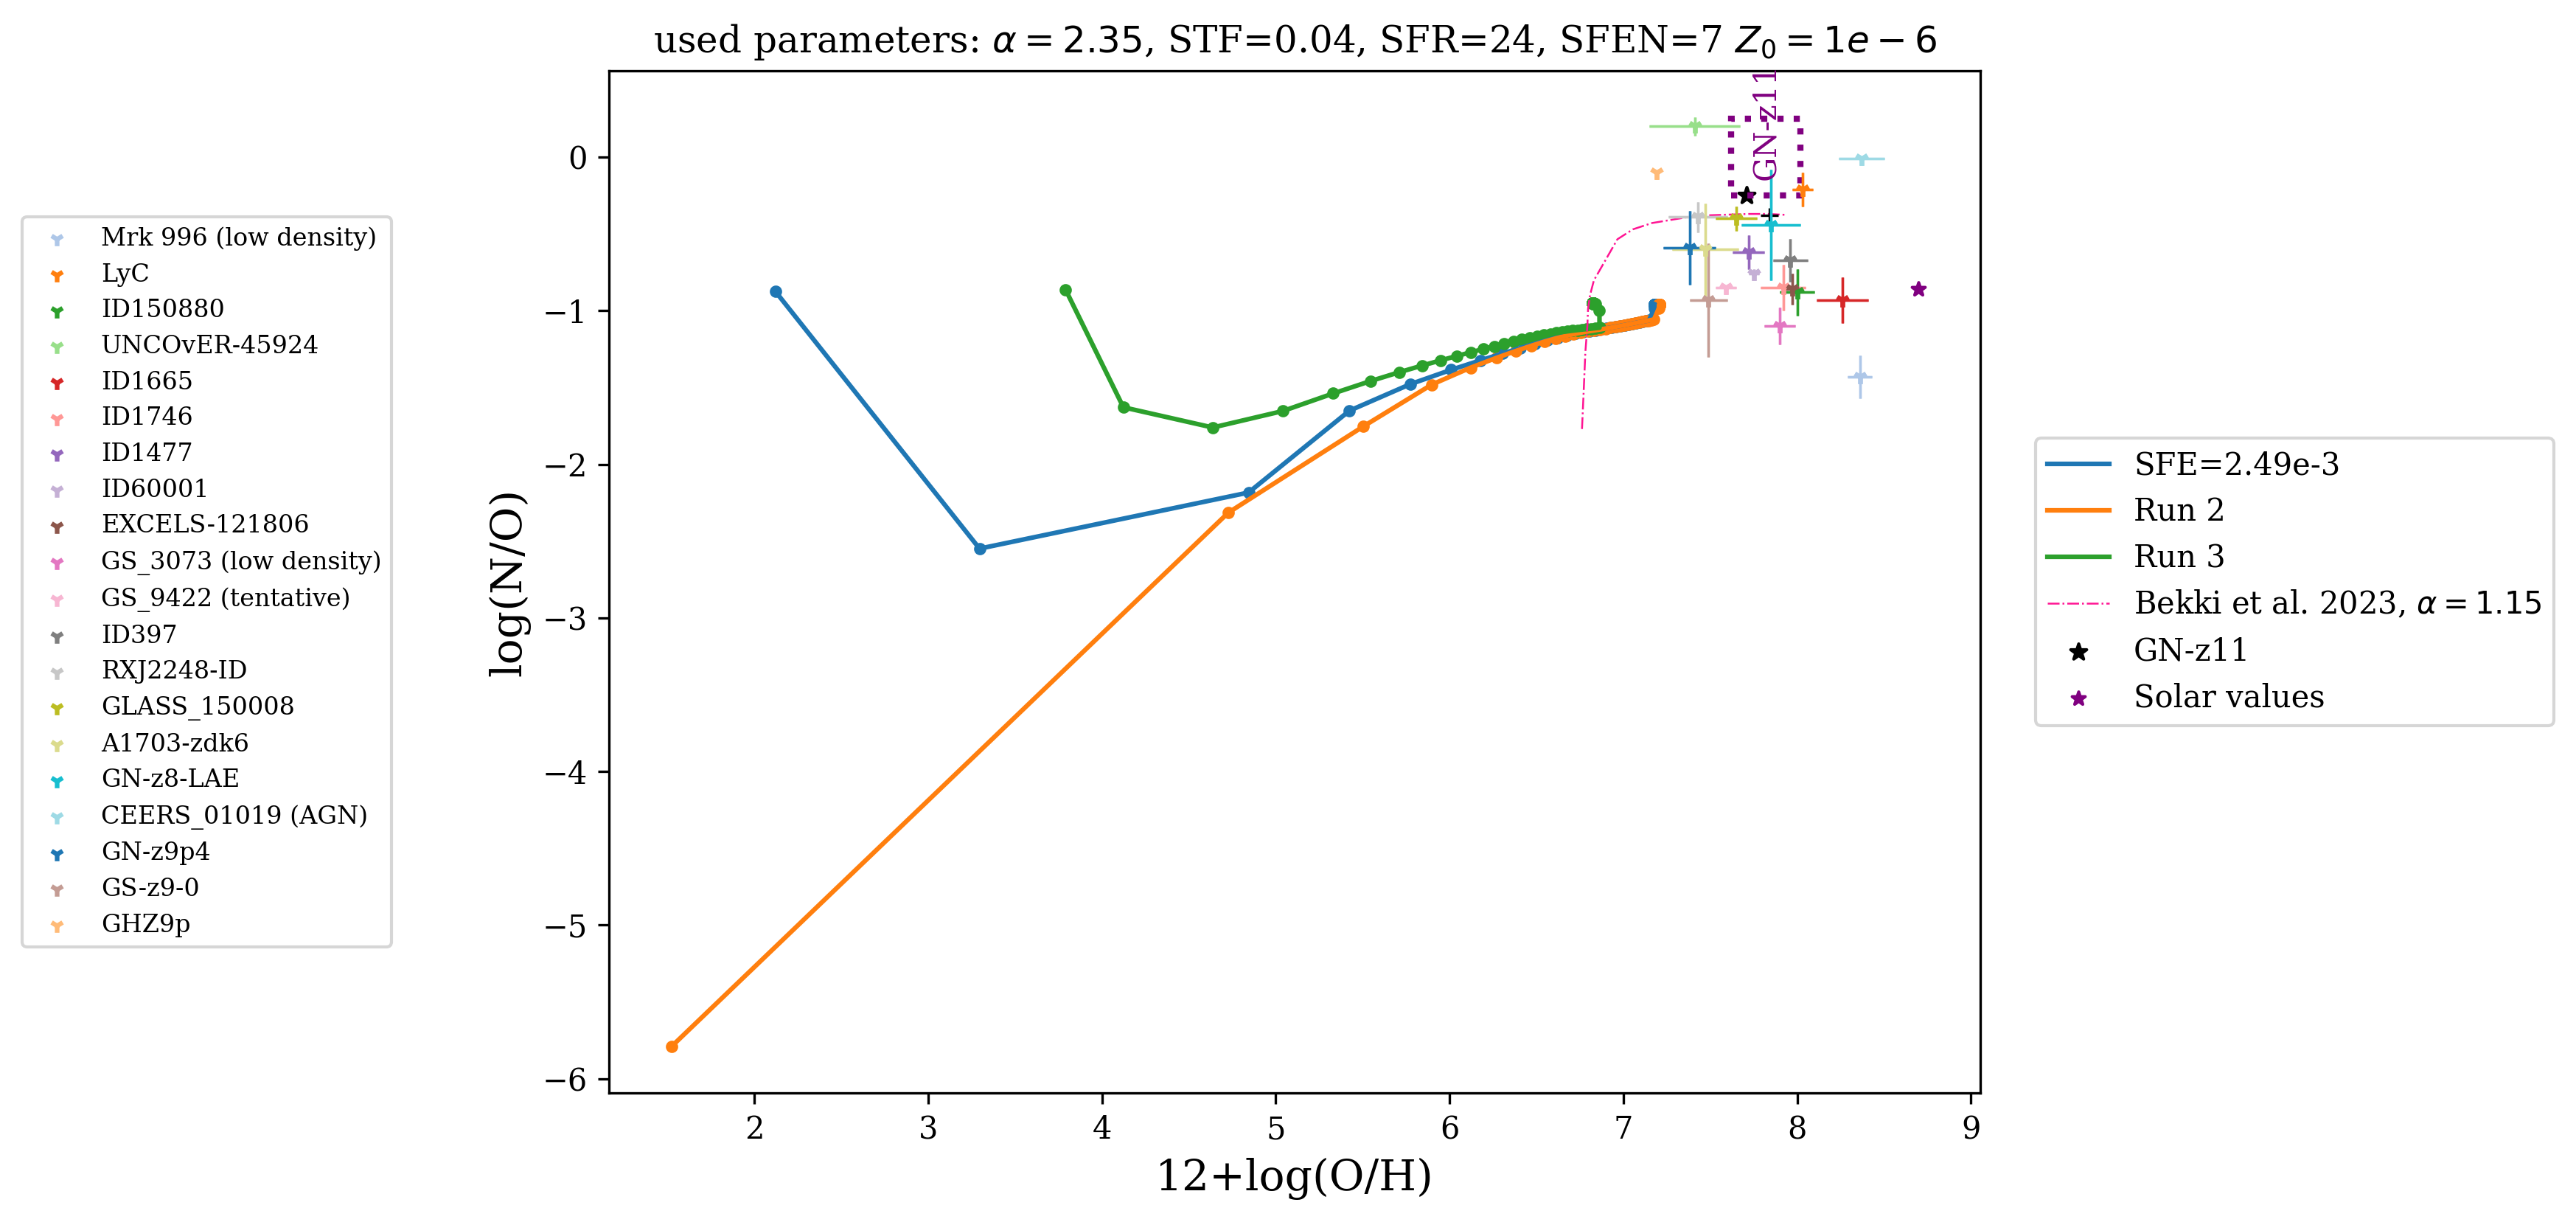 used parameters: α = 2.35, STF=0.04, SFR=24, SFEN=7 Z₀ = 1e − 6
Mrk 996 (low density)
LyC
ID150880
UNCOvER-45924
ID1665
ID1746
ID1477
ID60001
EXCELS-121806
GS_3073 (low density)
GS_9422 (tentative)
ID397
RXJ2248-ID
GLASS_150008
A1703-zdk6
GN-z8-LAE
CEERS_01019 (AGN)
GN-z9p4
GS-z9-0
GHZ9p
log(N/O)
0
−1
−2
−3
−4
−5
−6
GN-z11
2 3 4 5 6 7 8 9
12+log(O/H)
SFE=2.49e-3
Run 2
Run 3
Bekki et al. 2023, α = 1.15
GN-z11
Solar values